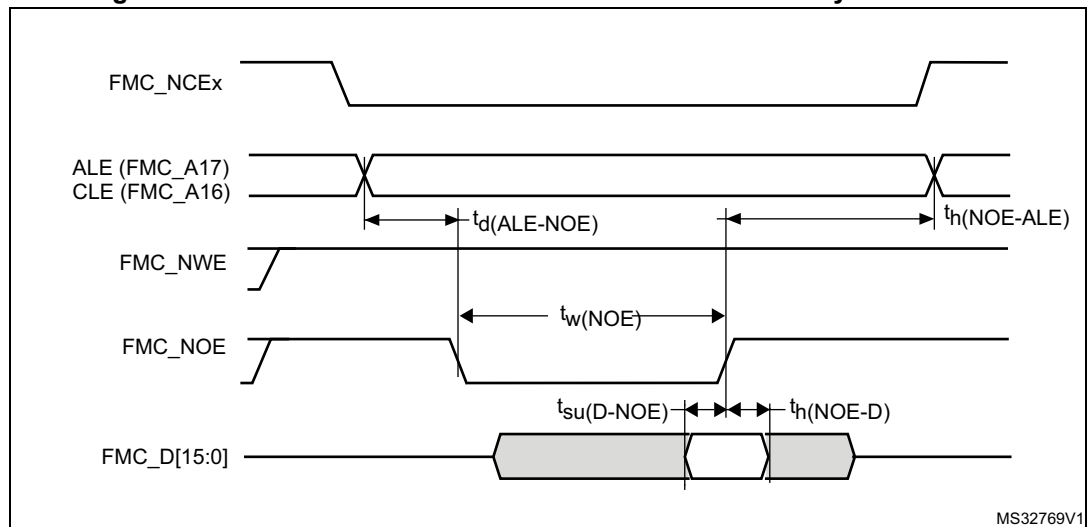 FMC_NCEx
ALE (FMC_A17)
CLE (FMC_A16)
td(ALE-NOE)
th(NOE-ALE)
FMC_NWE
tw(NOE)
FMC_NOE
tsu(D-NOE)
th(NOE-D)
FMC_D[15:0]
MS32769V1